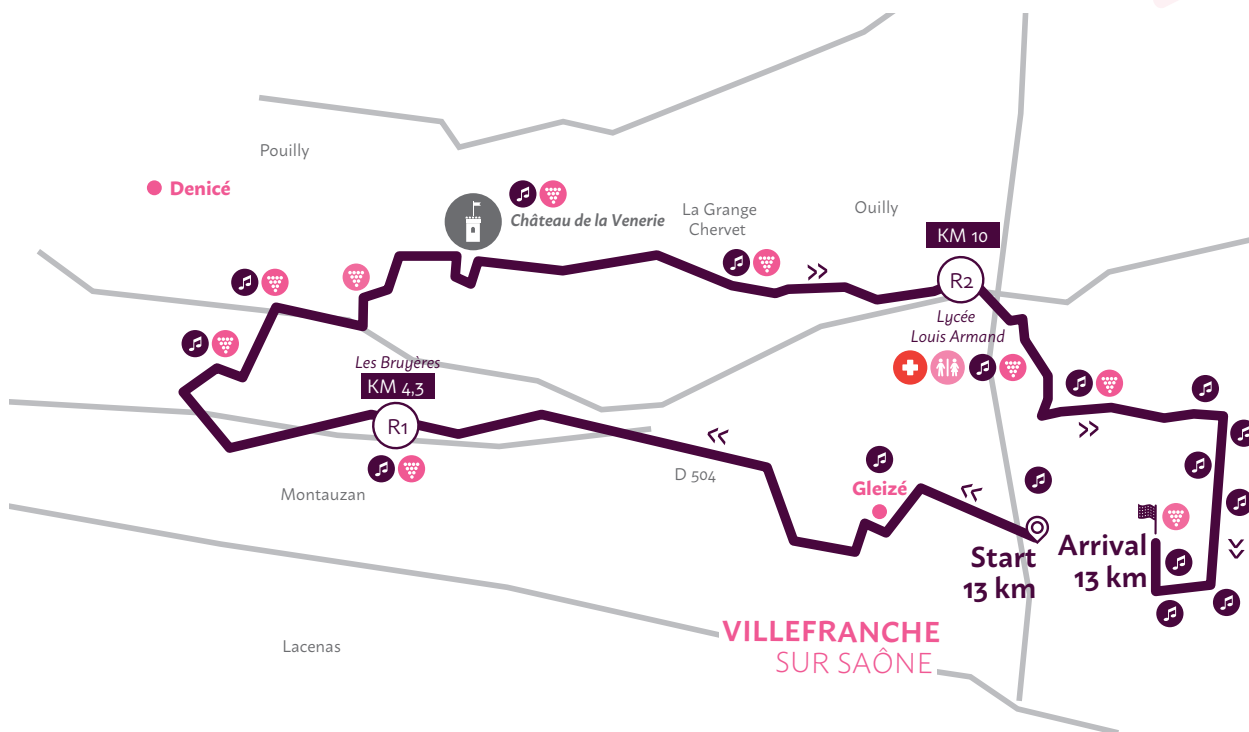 Pouilly
Denicé
Château de la Venerie
La Grange
Chervet
Ouilly
KM 10
R2
Lycée
Louis Armand
Les Bruyères
KM 4,3
R1
Montauzan
D 504
Gleizé
Start
13 km
Arrival
13 km
VILLEFRANCHE
SUR SAÔNE
Lacenas